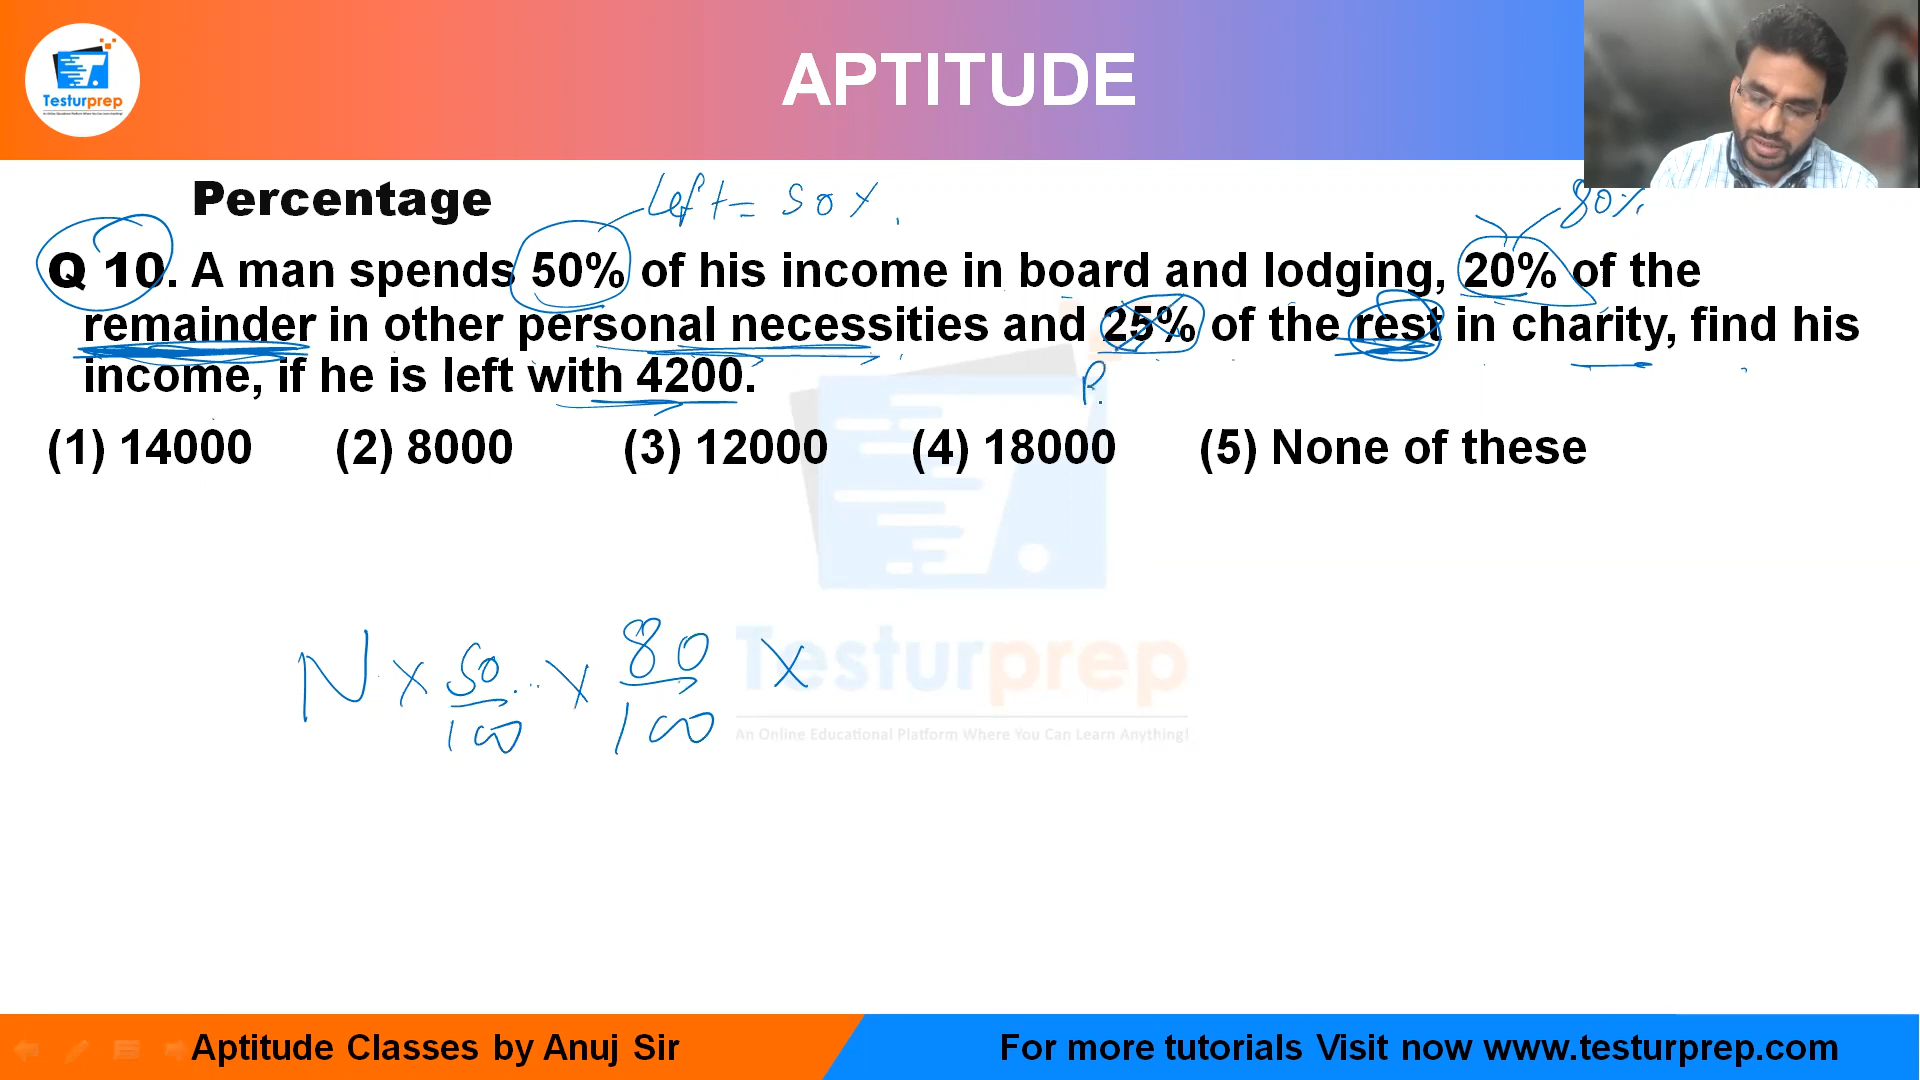 Testurprep
APTITUDE
Percentage
left = 50%
80%
Q 10. A man spends 50% of his income in board and lodging, 20% of the
remainder in other personal necessities and 25% of the rest in charity, find his
income, if he is left with 4200.
P.
(1) 14000 (2) 8000 (3) 12000 (4) 18000 (5) None of these
N × 50/100 × 80/100 ×
Testurprep
An Online Educational Platform Where You Can Learn Anything!
Aptitude Classes by Anuj Sir
For more tutorials Visit now www.testurprep.com